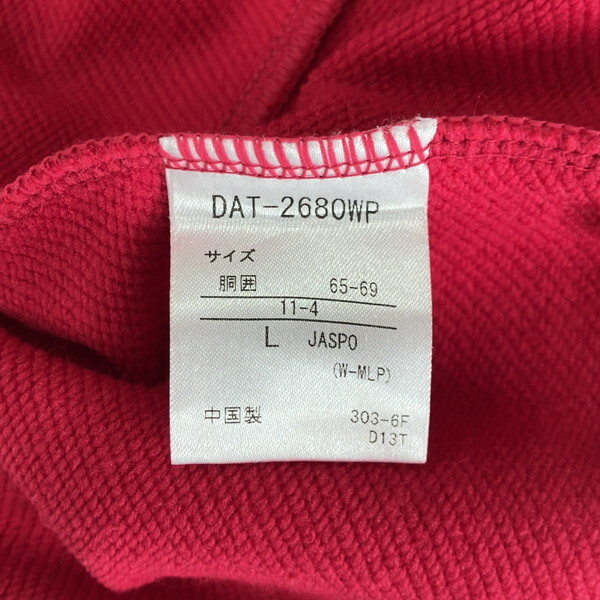 DAT-2680WP
サイズ
胴囲 65-69
11-4
L JASPO
(W-MLP)
中国製 303-6F
D13T